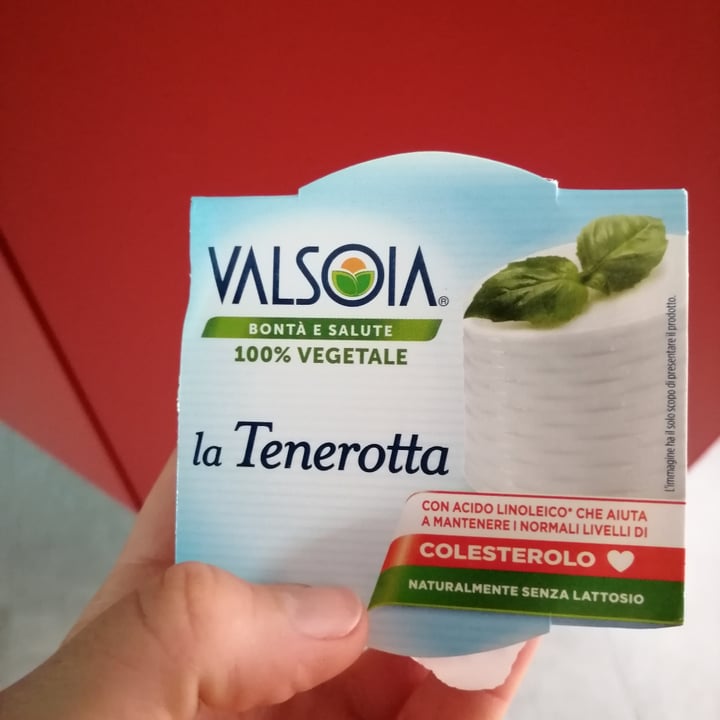 VALSOIA®
BONTÀ E SALUTE
100% VEGETALE
la Tenerotta
CON ACIDO LINOLEICO* CHE AIUTA
A MANTENERE I NORMALI LIVELLI DI
COLESTEROLO
NATURALMENTE SENZA LATTOSIO
L'immagine ha il solo scopo di presentare il prodotto.